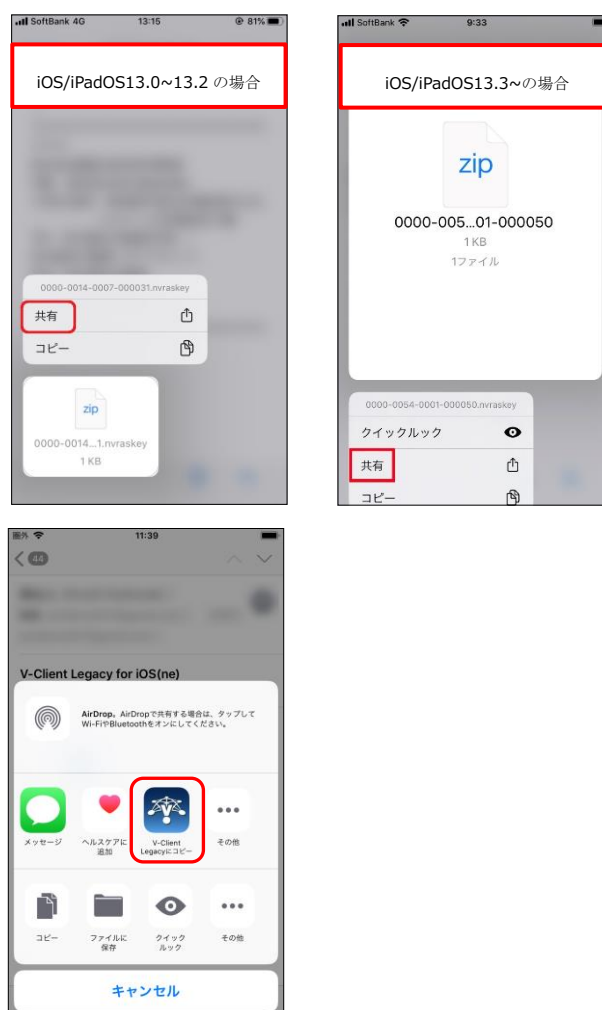 SoftBank 4G 13:15 81%
iOS/iPadOS13.0~13.2 の場合
0000-0014-0007-000031.nvraskey
共有
コピー
zip
0000-0014...1.nvraskey
1 KB
SoftBank 9:33
iOS/iPadOS13.3~の場合
zip
0000-005...01-000050
1 KB
1ファイル
0000-0054-0001-000050.nvraskey
クイックルック
共有
コピー
圏外 11:39
44
V-Client Legacy for iOS(ne)
AirDrop。AirDropで共有する場合は、タップして
Wi-FiやBluetoothをオンにしてください。
メッセージ
ヘルスケアに
追加
V-Client
Legacyにコピー
その他
コピー
ファイルに
保存
クイック
ルック
その他
キャンセル